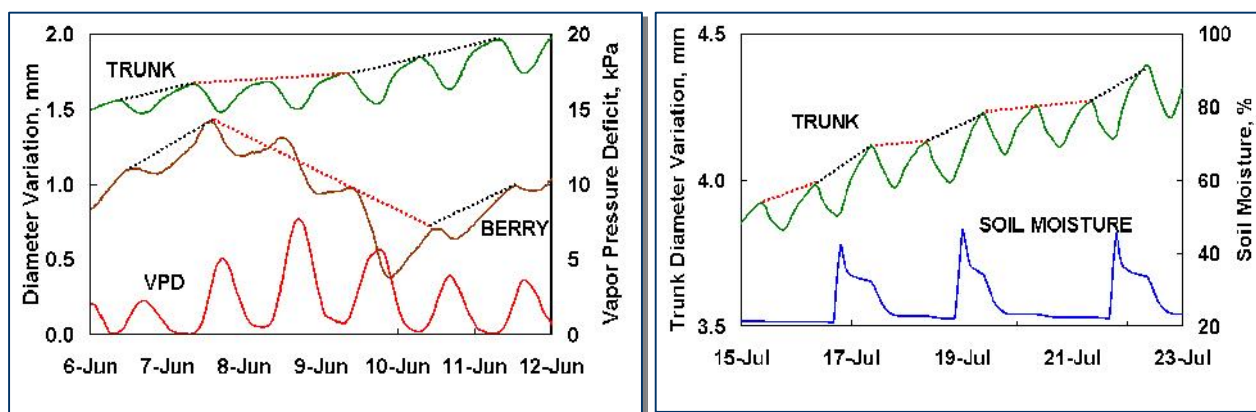 Diameter Variation, mm
2.0
1.5
1.0
0.5
0.0
TRUNK
BERRY
VPD
20
15
10
5
0
Vapor Pressure Deficit, kPa
6-Jun 7-Jun 8-Jun 9-Jun 10-Jun 11-Jun 12-Jun
Trunk Diameter Variation, mm
4.5
4.0
3.5
TRUNK
SOIL MOISTURE
100
80
60
40
20
Soil Moisture, %
15-Jul 17-Jul 19-Jul 21-Jul 23-Jul